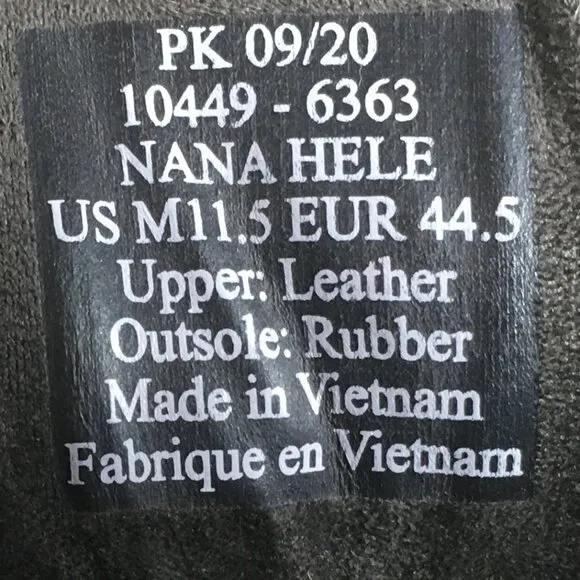 PK 09/20
10449 - 6363
NANA HELE
US M11.5 EUR 44.5
Upper: Leather
Outsole: Rubber
Made in Vietnam
Fabrique en Vietnam